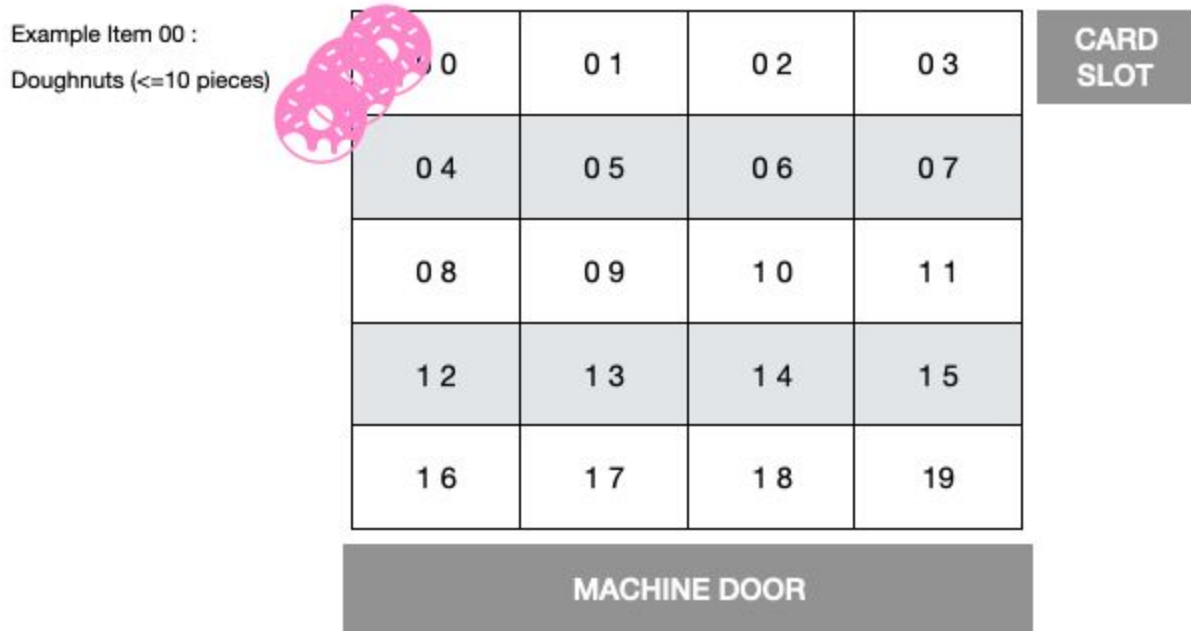 Example Item 00 :
Doughnuts (<=10 pieces)
0 0 0 1 0 2 0 3
CARD
SLOT
0 4 0 5 0 6 0 7
0 8 0 9 1 0 1 1
1 2 1 3 1 4 1 5
1 6 1 7 1 8 19
MACHINE DOOR